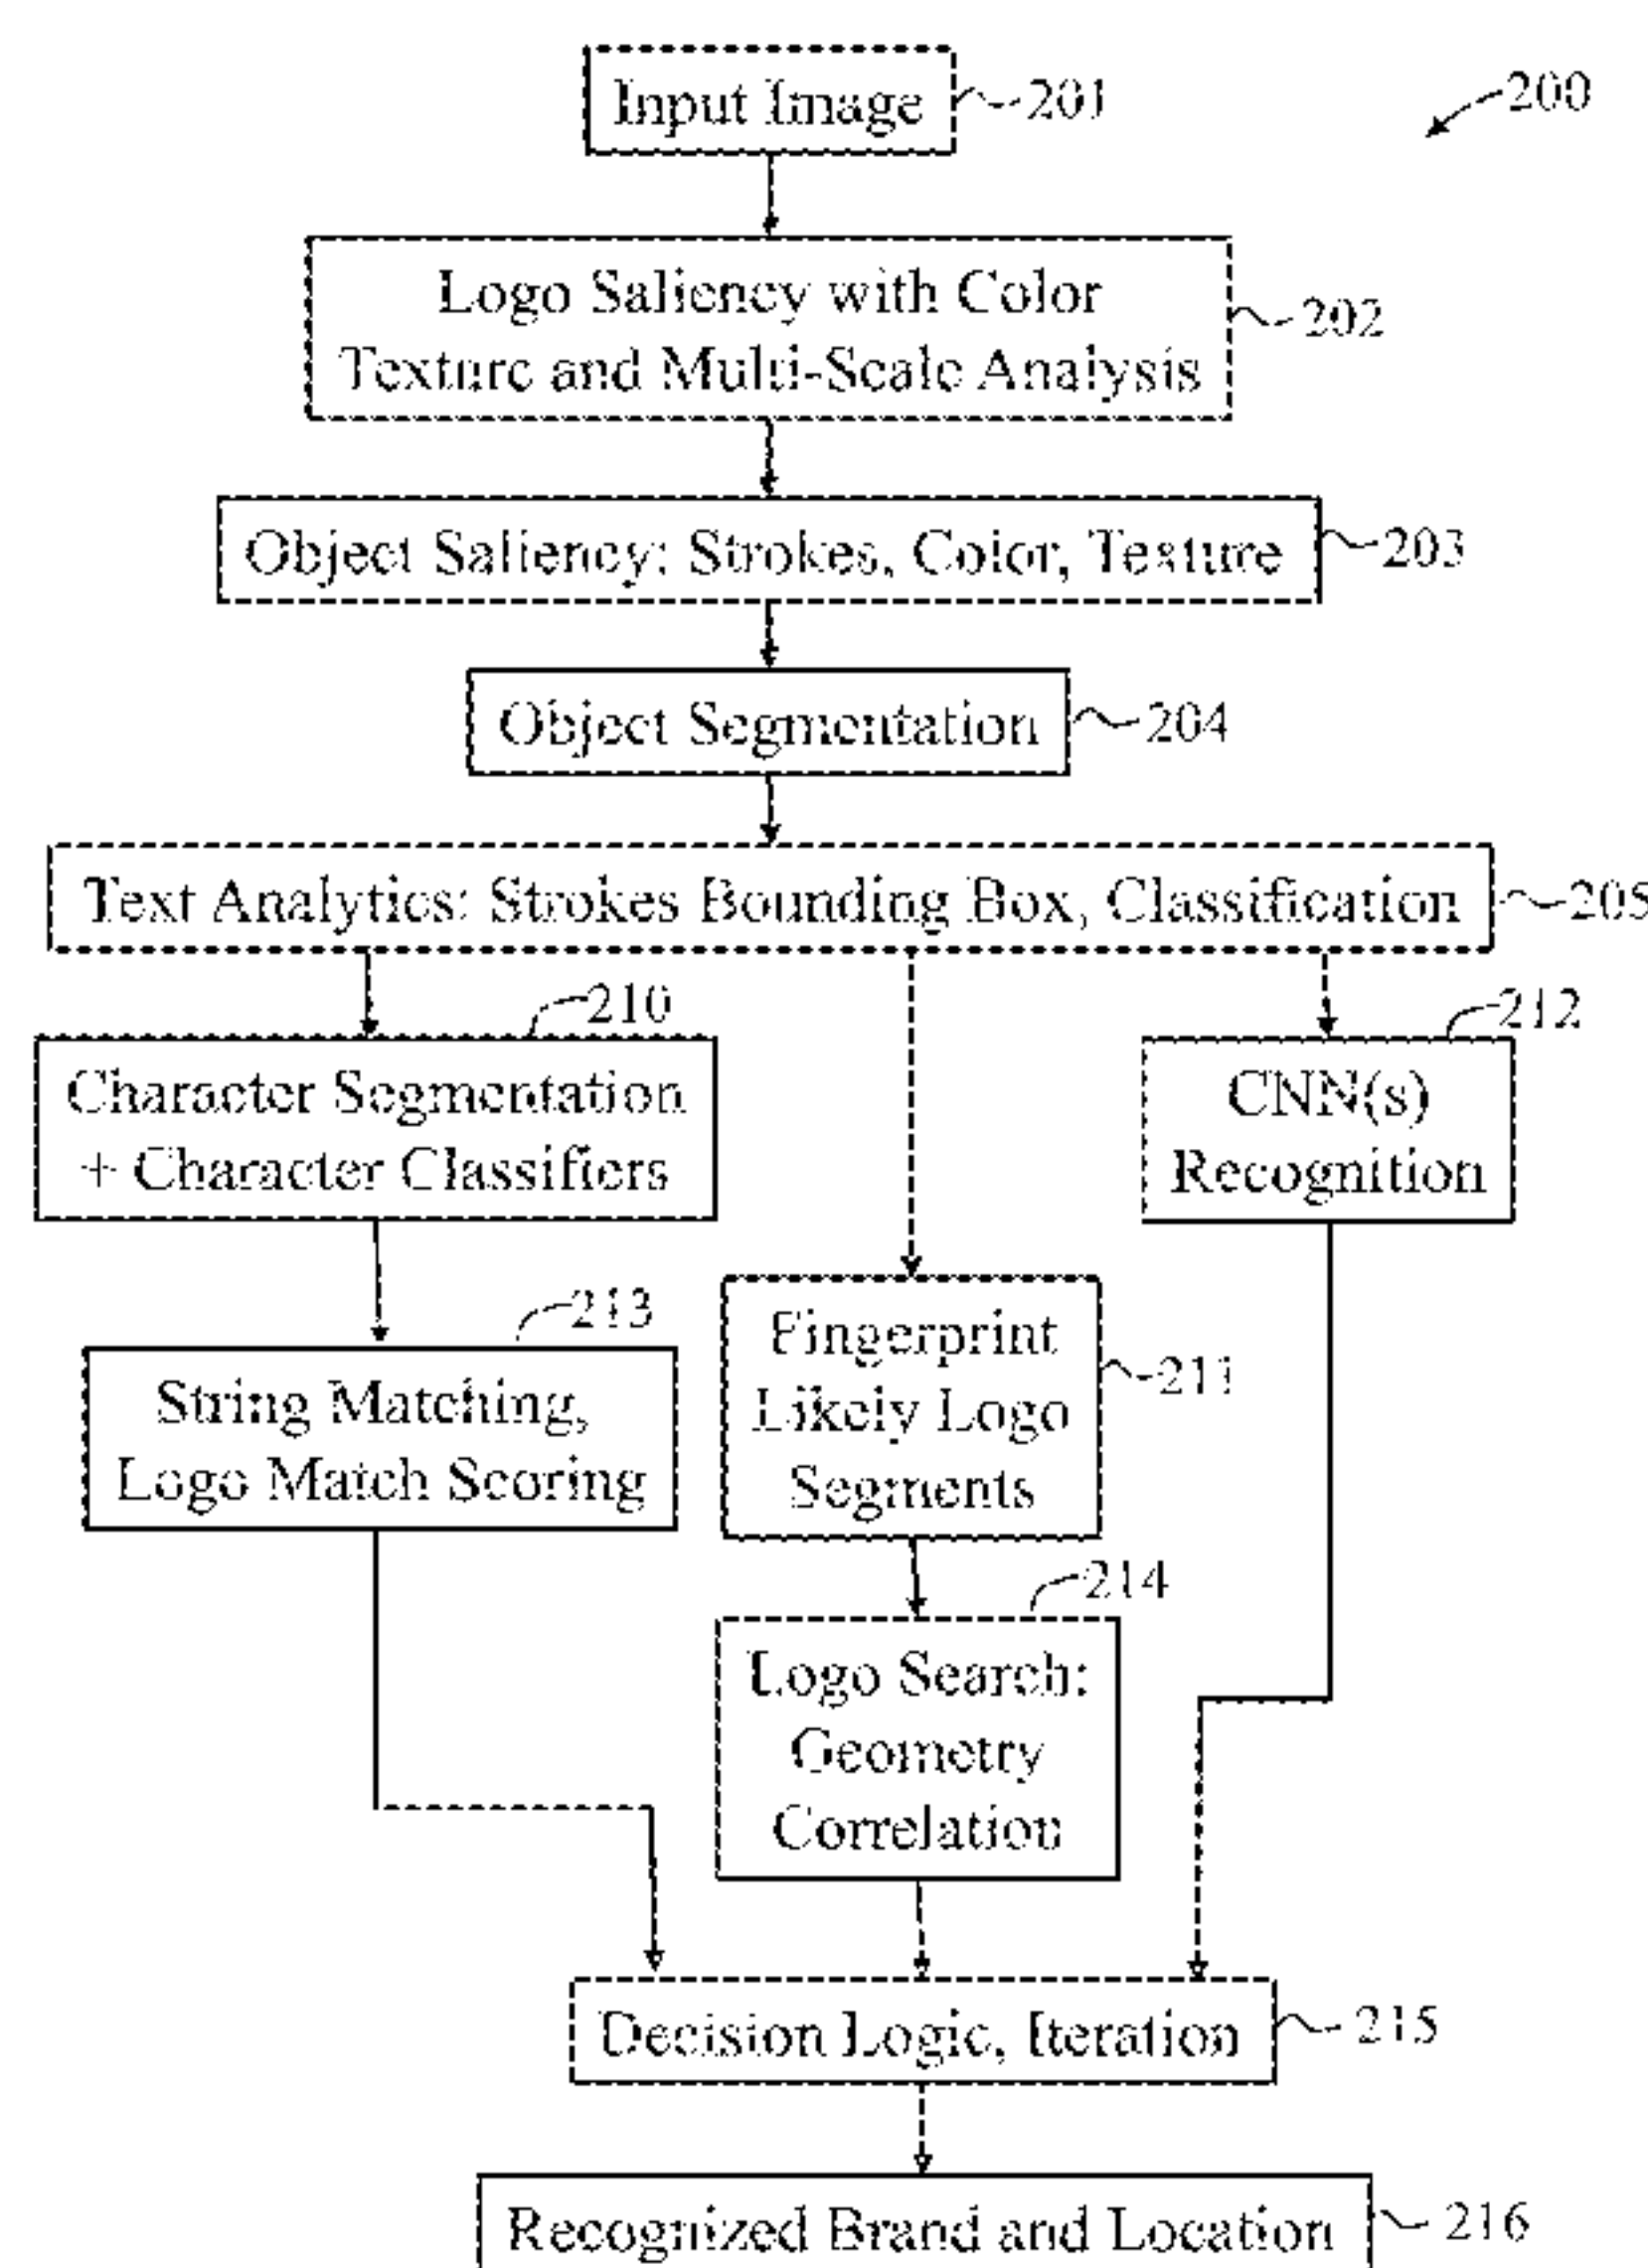 Input Image
201
200
Logo Saliency with Color
Texture and Multi-Scale Analysis
202
Object Saliency: Strokes, Color, Texture
203
Object Segmentation
204
Text Analytics: Strokes Bounding Box, Classification
205
210
212
Character Segmentation
+ Character Classifiers
CNN(s)
Recognition
213
String Matching,
Logo Match Scoring
Fingerprint
Likely Logo
Segments
211
214
Logo Search:
Geometry
Correlation
Decision Logic, Iteration
215
Recognized Brand and Location
216